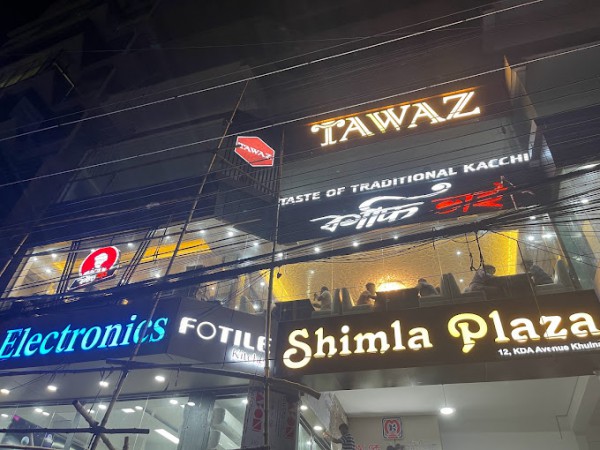 TAWAZ
TAWAZ
TASTE OF TRADITIONAL KACCHI
Electronics
FOTILE
Shimla Plaza
12, KDA Avenue Khulna